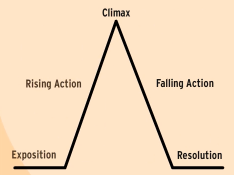 Climax
Rising Action
Falling Action
Exposition
Resolution